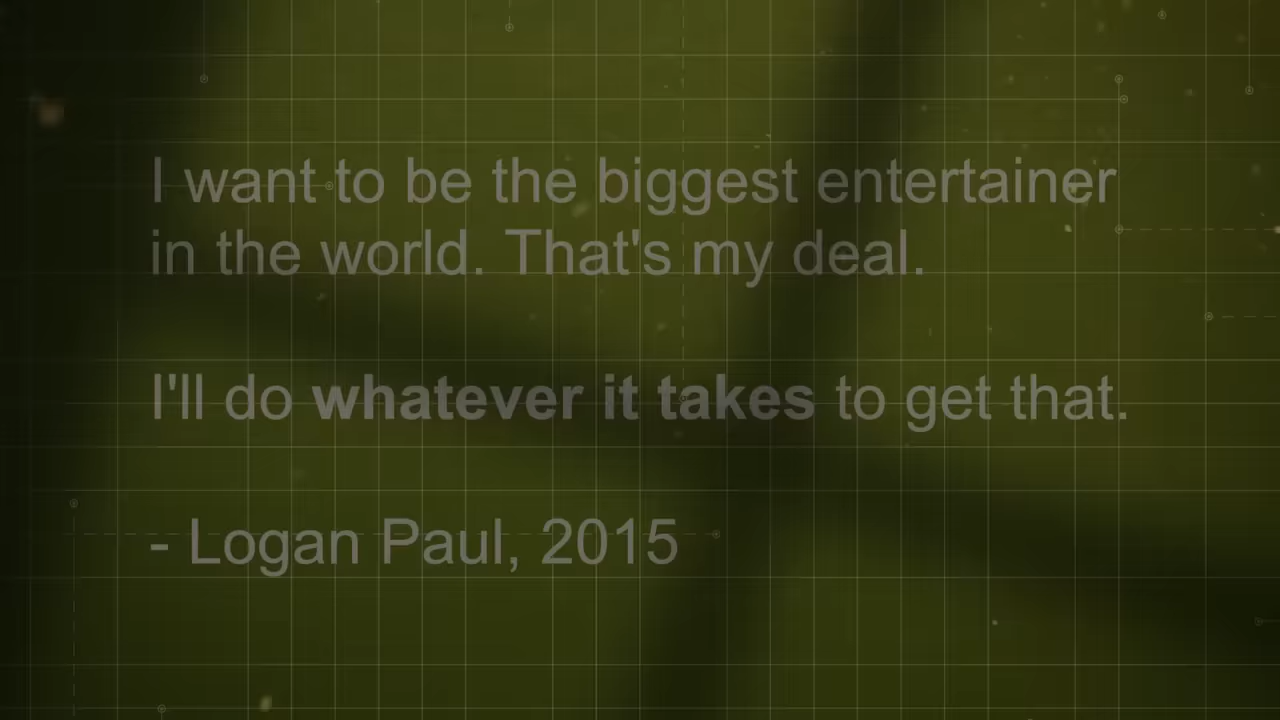 I want to be the biggest entertainer
in the world. That's my deal.
I'll do whatever it takes to get that.
- Logan Paul, 2015